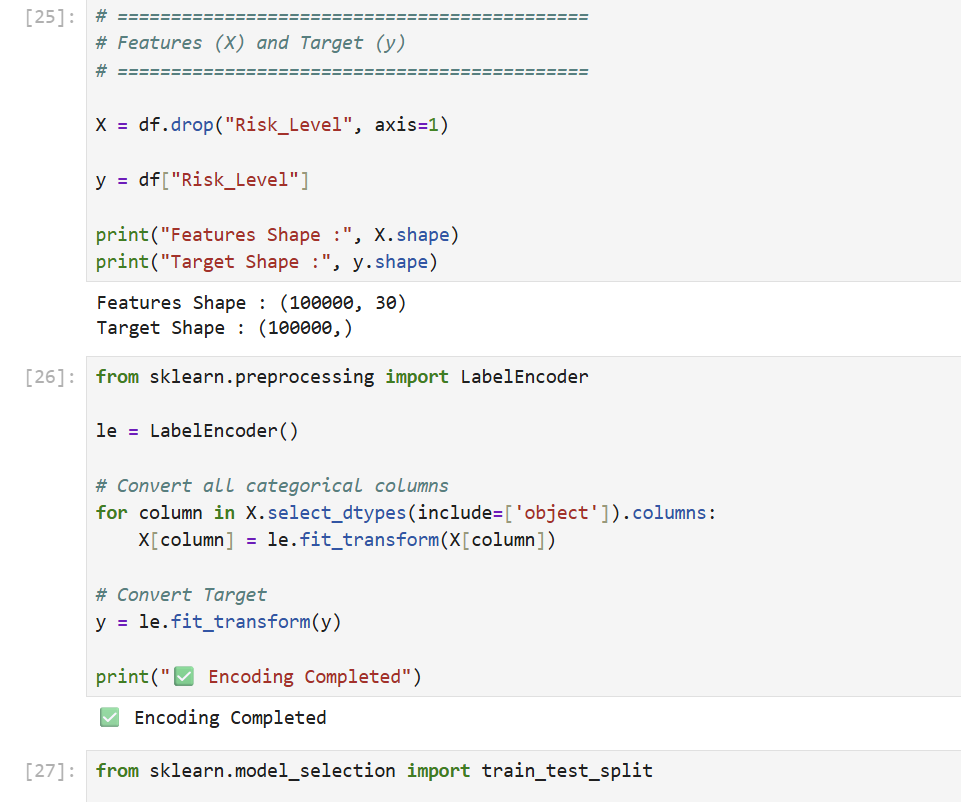 [25]: # ============================================
# Features (X) and Target (y)
# ============================================
X = df.drop("Risk_Level", axis=1)
y = df["Risk_Level"]
print("Features Shape :", X.shape)
print("Target Shape :", y.shape)
Features Shape : (100000, 30)
Target Shape : (100000,)
[26]: from sklearn.preprocessing import LabelEncoder
le = LabelEncoder()
# Convert all categorical columns
for column in X.select_dtypes(include=['object']).columns:
    X[column] = le.fit_transform(X[column])
# Convert Target
y = le.fit_transform(y)
print("✅ Encoding Completed")
✅ Encoding Completed
[27]: from sklearn.model_selection import train_test_split